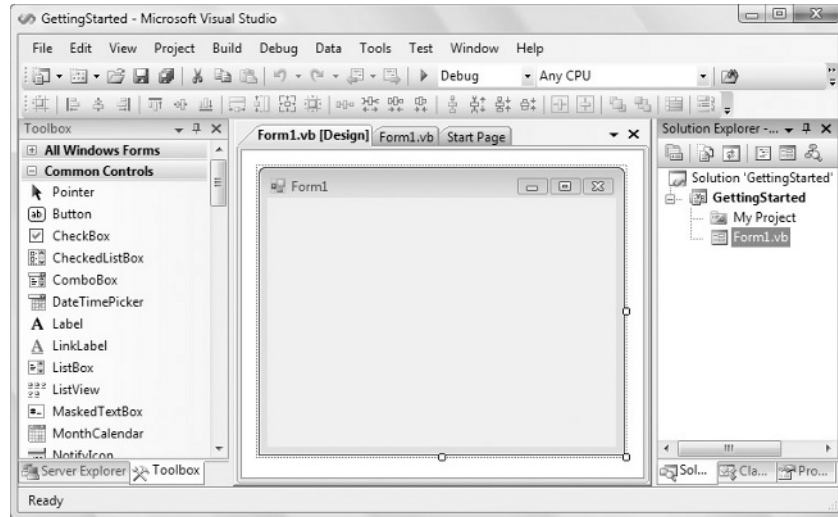 GettingStarted - Microsoft Visual Studio
File Edit View Project Build Debug Data Tools Test Window Help
Debug Any CPU
Toolbox
All Windows Forms
Common Controls
Pointer
Button
CheckBox
CheckedListBox
ComboBox
DateTimePicker
Label
LinkLabel
ListBox
ListView
MaskedTextBox
MonthCalendar
NotifyIcon
Server Explorer Toolbox
Form1.vb [Design] Form1.vb Start Page
Form1
Solution Explorer -...
Solution 'GettingStarted'
GettingStarted
My Project
Form1.vb
Sol... Cla... Pro...
Ready